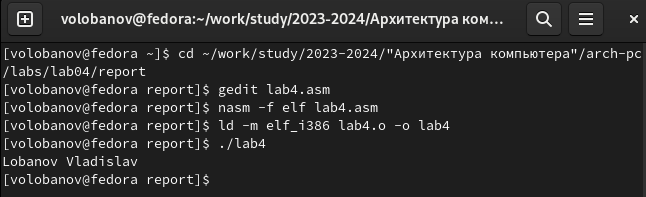 volobanov@fedora:~/work/study/2023-2024/Архитектура ком...
[volobanov@fedora ~]$ cd ~/work/study/2023-2024/"Архитектура компьютера"/arch-pc
/labs/lab04/report
[volobanov@fedora report]$ gedit lab4.asm
[volobanov@fedora report]$ nasm -f elf lab4.asm
[volobanov@fedora report]$ ld -m elf_i386 lab4.o -o lab4
[volobanov@fedora report]$ ./lab4
Lobanov Vladislav
[volobanov@fedora report]$